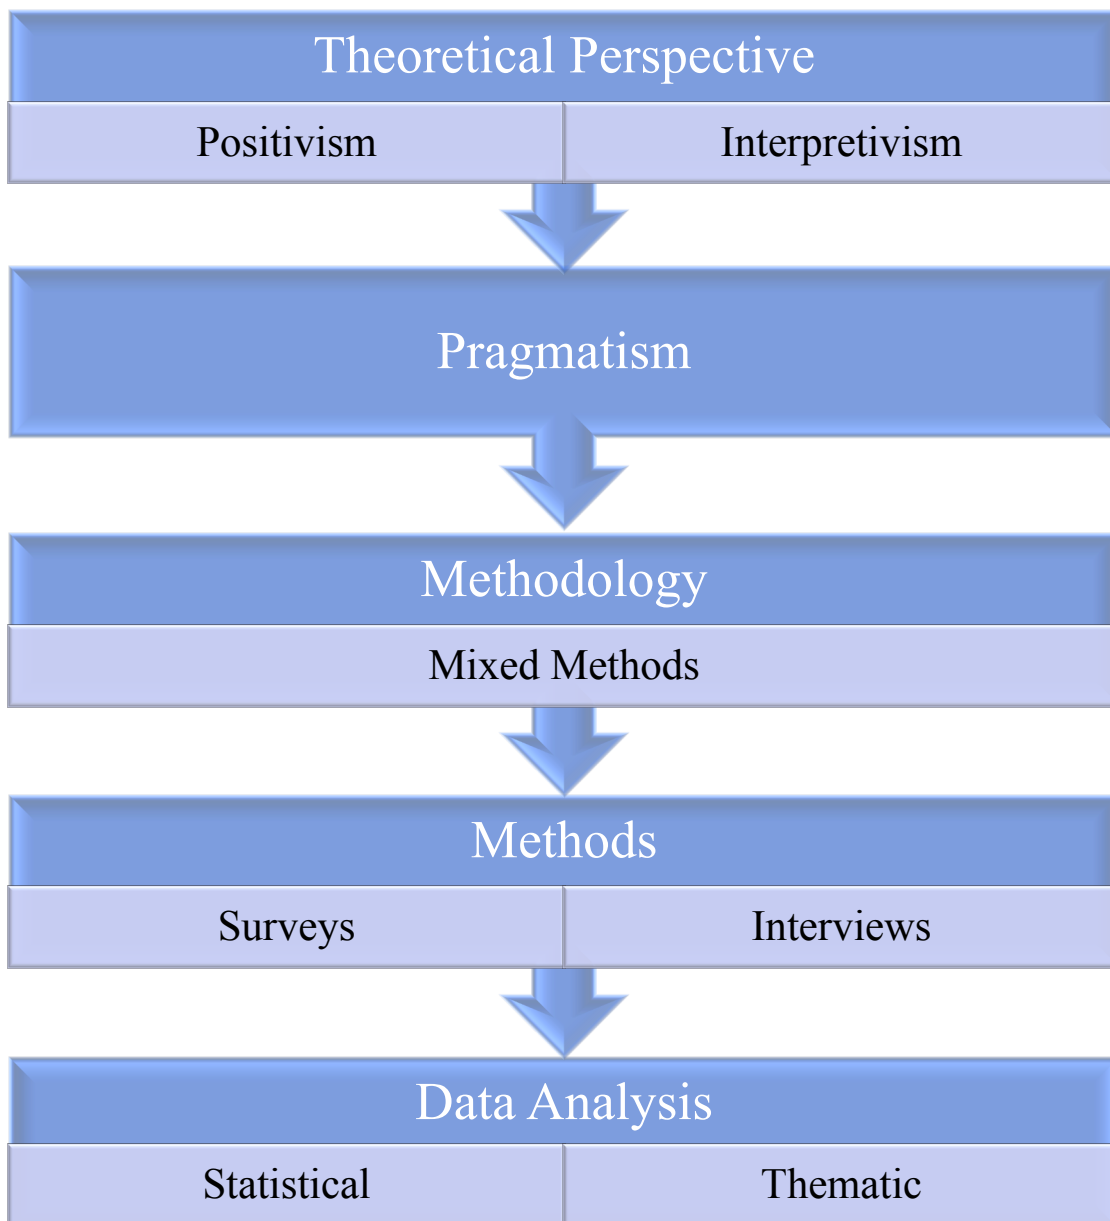 Theoretical Perspective
Positivism
Interpretivism
Pragmatism
Methodology
Mixed Methods
Methods
Surveys
Interviews
Data Analysis
Statistical
Thematic